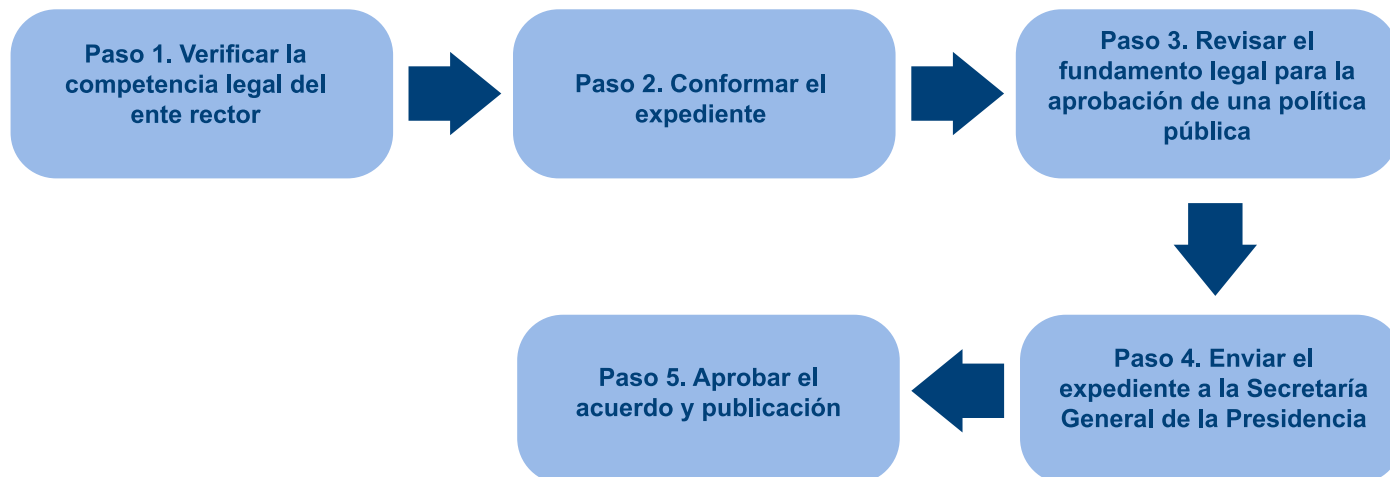 Paso 1. Verificar la
competencia legal del
ente rector
Paso 2. Conformar el
expediente
Paso 3. Revisar el
fundamento legal para la
aprobación de una política
pública
Paso 4. Enviar el
expediente a la Secretaría
General de la Presidencia
Paso 5. Aprobar el
acuerdo y publicación